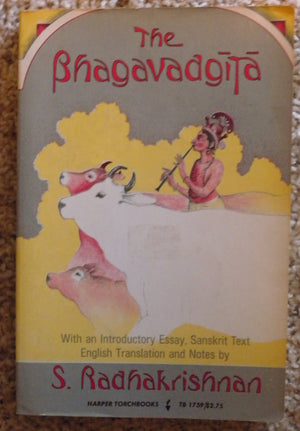 The
Bhagavadgītā
With an Introductory Essay, Sanskrit Text
English Translation and Notes by
S. Radhakrishnan
HARPER TORCHBOOKS TB 1759/$2.75